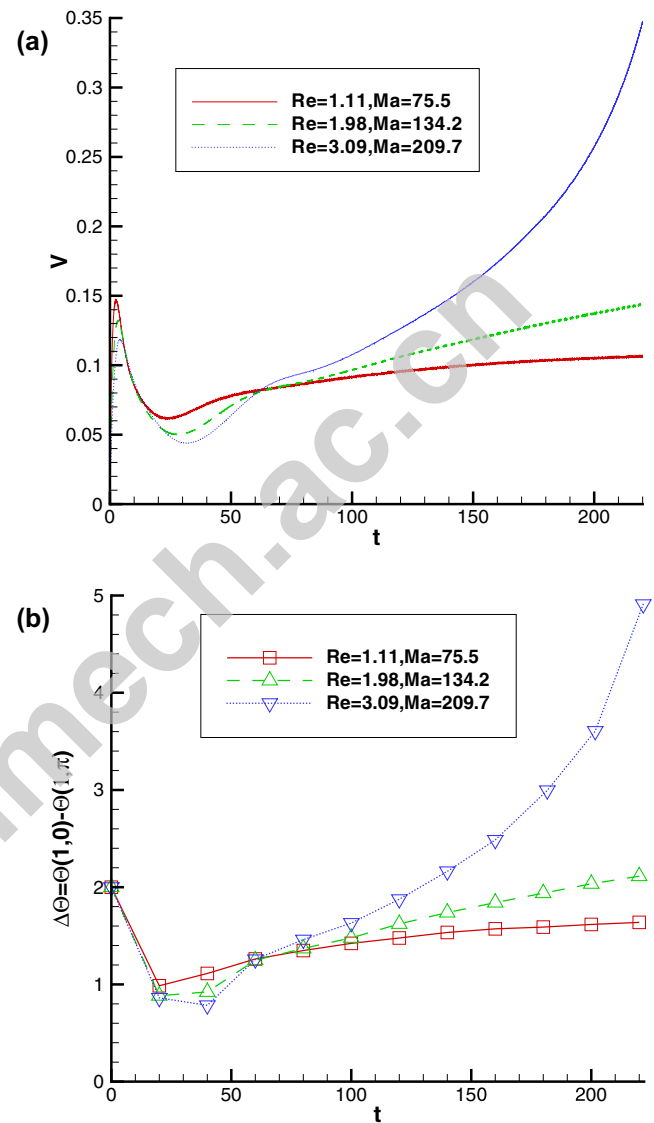 (a)
0.35
0.3
0.25
0.2
0.15
0.1
0.05
0
V
Re=1.11,Ma=75.5
Re=1.98,Ma=134.2
Re=3.09,Ma=209.7
0 50 100 150 200
t
(b)
5
4
3
2
1
0
ΔΘ=Θ(1,0)-Θ(1,π)
Re=1.11,Ma=75.5
Re=1.98,Ma=134.2
Re=3.09,Ma=209.7
0 50 100 150 200
t
mech.ac.cn